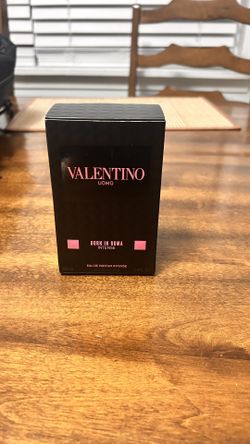 VALENTINO
UOMO
BORN IN ROMA
INTENSE
EAU DE PARFUM INTENSE